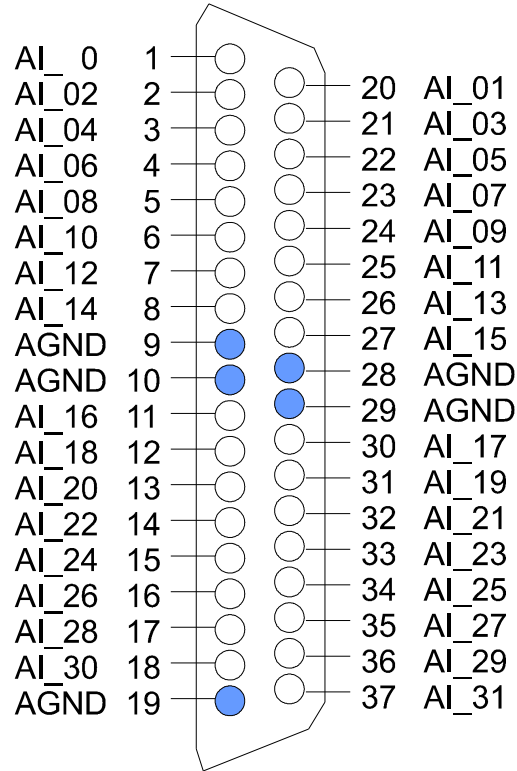 AI_ 0 1
AI_02 2
AI_04 3
AI_06 4
AI_08 5
AI_10 6
AI_12 7
AI_14 8
AGND 9
AGND 10
AI_16 11
AI_18 12
AI_20 13
AI_22 14
AI_24 15
AI_26 16
AI_28 17
AI_30 18
AGND 19
20 AI_01
21 AI_03
22 AI_05
23 AI_07
24 AI_09
25 AI_11
26 AI_13
27 AI_15
28 AGND
29 AGND
30 AI_17
31 AI_19
32 AI_21
33 AI_23
34 AI_25
35 AI_27
36 AI_29
37 AI_31